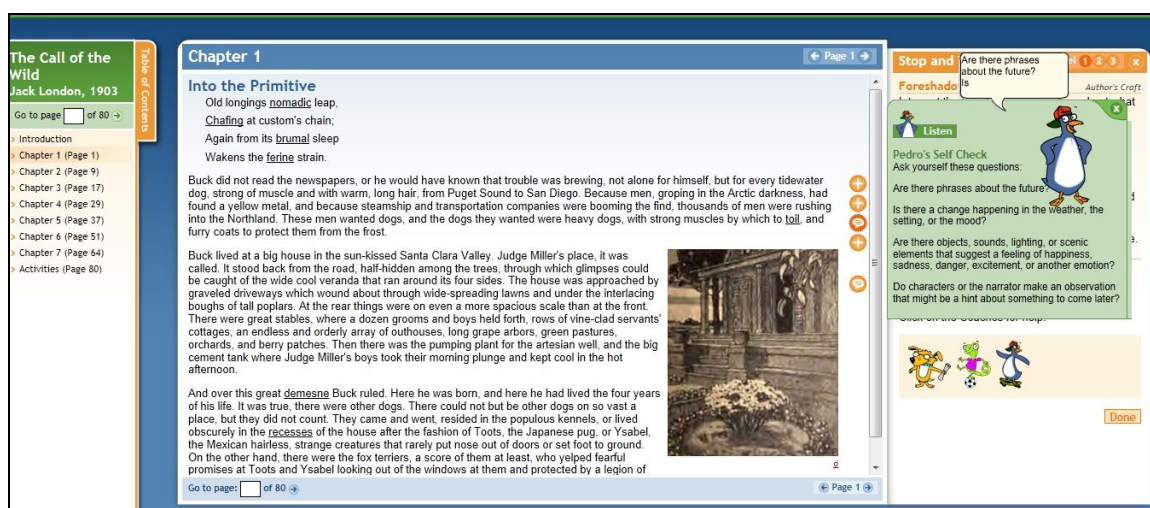 The Call of the
Wild
Jack London, 1903
Go to page of 80
Introduction
Chapter 1 (Page 1)
Chapter 2 (Page 9)
Chapter 3 (Page 17)
Chapter 4 (Page 29)
Chapter 5 (Page 37)
Chapter 6 (Page 51)
Chapter 7 (Page 64)
Activities (Page 80)
Table of Contents
Chapter 1
Page 1
Into the Primitive
Old longings nomadic leap,
Chafing at custom's chain;
Again from its brumal sleep
Wakens the ferine strain.
Buck did not read the newspapers, or he would have known that trouble was brewing, not alone for himself, but for every tidewater
dog, strong of muscle and with warm, long hair, from Puget Sound to San Diego. Because men, groping in the Arctic darkness, had
found a yellow metal, and because steamship and transportation companies were booming the find, thousands of men were rushing
into the Northland. These men wanted dogs, and the dogs they wanted were heavy dogs, with strong muscles by which to toil, and
furry coats to protect them from the frost.
Buck lived at a big house in the sun-kissed Santa Clara Valley. Judge Miller's place, it was
called. It stood back from the road, half-hidden among the trees, through which glimpses could
be caught of the wide cool veranda that ran around its four sides. The house was approached by
graveled driveways which wound about through wide-spreading lawns and under the interlacing
boughs of tall poplars. At the rear things were on even a more spacious scale than at the front.
There were great stables, where a dozen grooms and boys held forth, rows of vine-clad servants'
cottages, an endless and orderly array of outhouses, long grape arbors, green pastures,
orchards, and berry patches. Then there was the pumping plant for the artesian well, and the big
cement tank where Judge Miller's boys took their morning plunge and kept cool in the hot
afternoon.
And over this great demesne Buck ruled. Here he was born, and here he had lived the four years
of his life. It was true, there were other dogs. There could not but be other dogs on so vast a
place, but they did not count. They came and went, resided in the populous kennels, or lived
obscurely in the recesses of the house after the fashion of Toots, the Japanese pug, or Ysabel,
the Mexican hairless, strange creatures that rarely put nose out of doors or set foot to ground.
On the other hand, there were the fox terriers, a score of them at least, who yelped fearful
promises at Toots and Ysabel looking out of the windows at them and protected by a legion of
d
Go to page: of 80
Page 1
Stop and
1 2 3 x
Are there phrases
about the future?
Is
Foreshado
Author's Craft
x
Listen
Pedro's Self Check
Ask yourself these questions:
Are there phrases about the future?
Is there a change happening in the weather, the
setting, or the mood?
Are there objects, sounds, lighting, or scenic
elements that suggest a feeling of happiness,
sadness, danger, excitement, or another emotion?
Do characters or the narrator make an observation
that might be a hint about something to come later?
Click on the Coaches for help.
Done